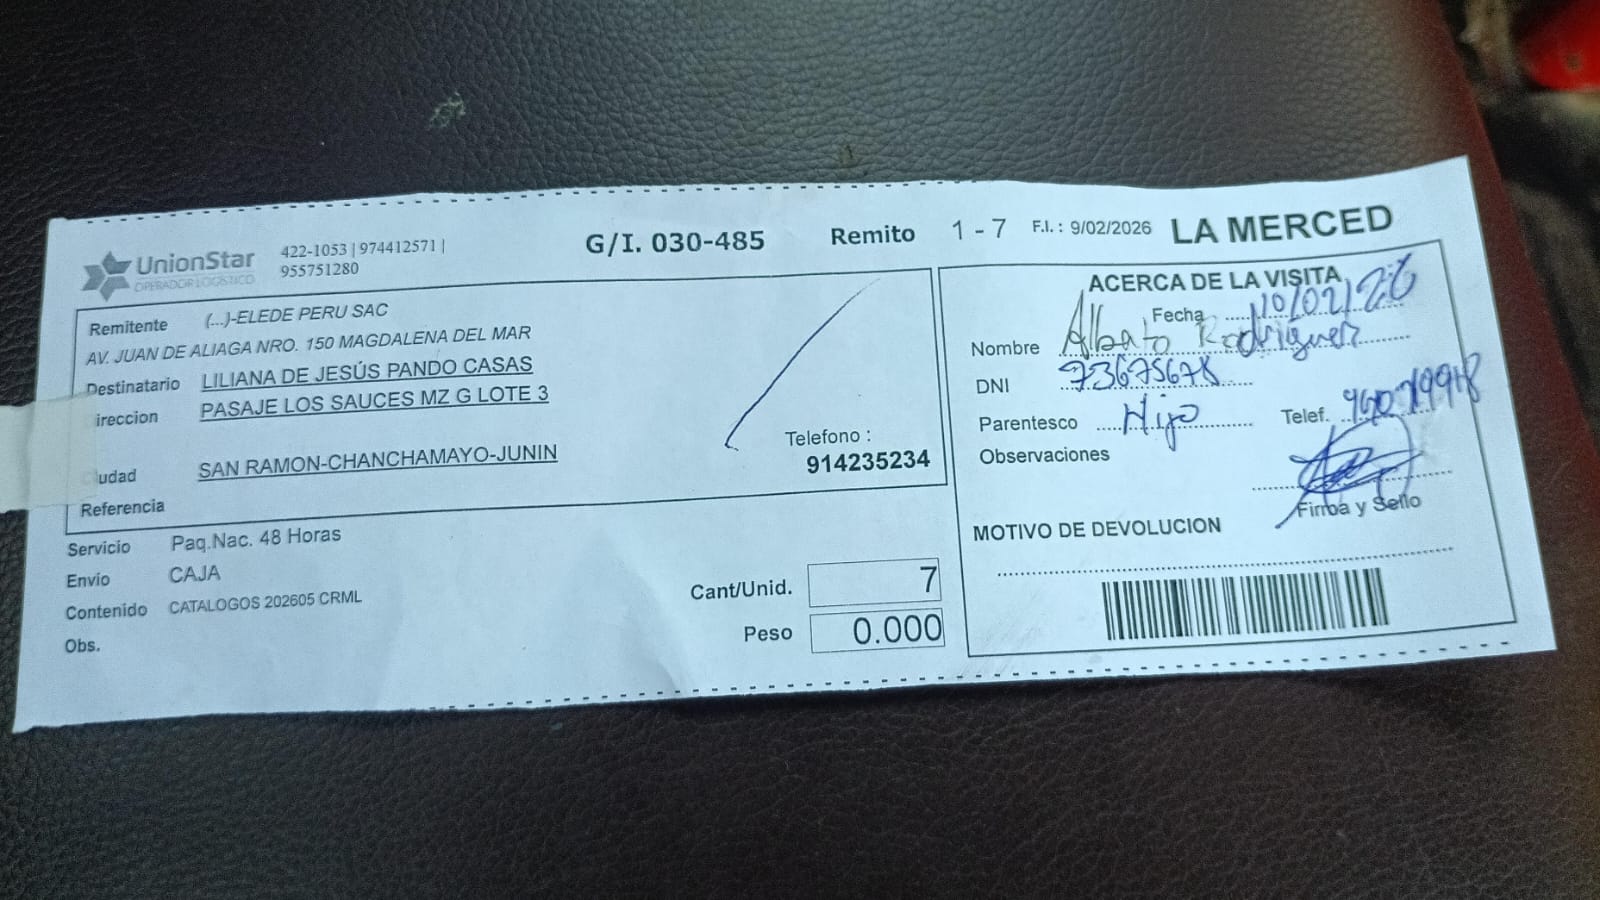 UnionStar
OPERADOR LOGISTICO
422-1053 | 974412571 |
955751280
G/I. 030-485
Remito 1 - 7
F.I. : 9/02/2026
LA MERCED
Remitente (...)-ELEDE PERU SAC
AV. JUAN DE ALIAGA NRO. 150 MAGDALENA DEL MAR
Destinatario LILIANA DE JESÚS PANDO CASAS
ireccion PASAJE LOS SAUCES MZ G LOTE 3
Telefono :
914235234
udad SAN RAMON-CHANCHAMAYO-JUNIN
Referencia
Servicio Paq.Nac. 48 Horas
Envio CAJA
Contenido CATALOGOS 202605 CRML
Obs.
Cant/Unid. 7
Peso 0.000
ACERCA DE LA VISITA
Fecha 10/02/26
Nombre Albato Rodriguez
DNI 73675678
Parentesco Hijo
Telef.
Observaciones
Firma y Sello
MOTIVO DE DEVOLUCION